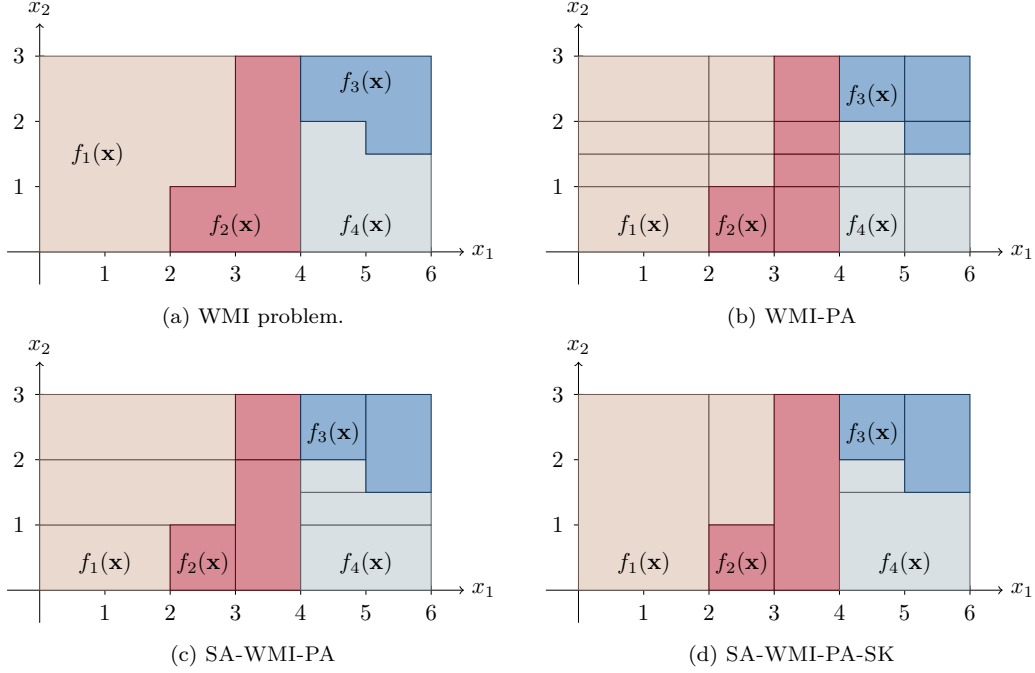 x₂
3
2
1
f₁(𝐱)
f₂(𝐱)
f₃(𝐱)
f₄(𝐱)
1 2 3 4 5 6
x₁
(a) WMI problem.
x₂
3
2
1
f₃(𝐱)
f₁(𝐱) f₂(𝐱) f₄(𝐱)
1 2 3 4 5 6
x₁
(b) WMI-PA
x₂
3
2
1
f₃(𝐱)
f₁(𝐱) f₂(𝐱) f₄(𝐱)
1 2 3 4 5 6
x₁
(c) SA-WMI-PA
x₂
3
2
1
f₃(𝐱)
f₁(𝐱) f₂(𝐱) f₄(𝐱)
1 2 3 4 5 6
x₁
(d) SA-WMI-PA-SK